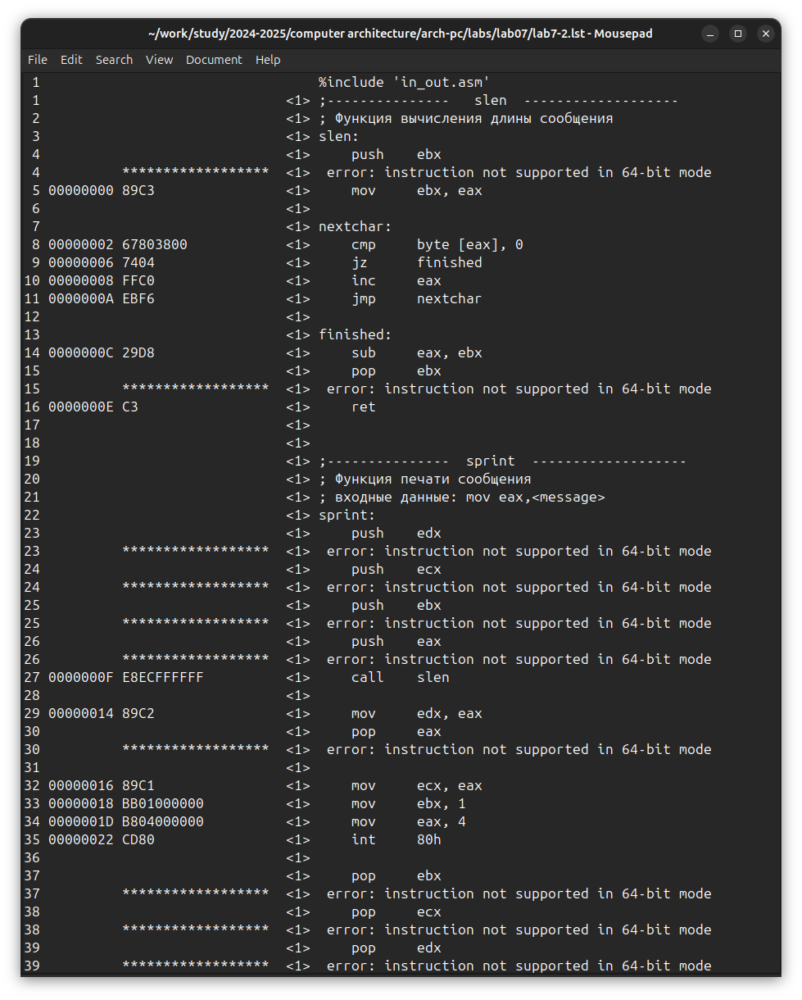 ~/work/study/2024-2025/computer architecture/arch-pc/labs/lab07/lab7-2.lst - Mousepad
File Edit Search View Document Help
1 %include 'in_out.asm'
1 <1> ;--------------- slen -------------------
2 <1> ; Функция вычисления длины сообщения
3 <1> slen:
4 <1> push ebx
4 ****************** <1> error: instruction not supported in 64-bit mode
5 00000000 89C3 <1> mov ebx, eax
6 <1>
7 <1> nextchar:
8 00000002 67803800 <1> cmp byte [eax], 0
9 00000006 7404 <1> jz finished
10 00000008 FFC0 <1> inc eax
11 0000000A EBF6 <1> jmp nextchar
12 <1>
13 <1> finished:
14 0000000C 29D8 <1> sub eax, ebx
15 <1> pop ebx
15 ****************** <1> error: instruction not supported in 64-bit mode
16 0000000E C3 <1> ret
17 <1>
18 <1>
19 <1> ;--------------- sprint -------------------
20 <1> ; Функция печати сообщения
21 <1> ; входные данные: mov eax,<message>
22 <1> sprint:
23 <1> push edx
23 ****************** <1> error: instruction not supported in 64-bit mode
24 <1> push ecx
24 ****************** <1> error: instruction not supported in 64-bit mode
25 <1> push ebx
25 ****************** <1> error: instruction not supported in 64-bit mode
26 <1> push eax
26 ****************** <1> error: instruction not supported in 64-bit mode
27 0000000F E8ECFFFFFF <1> call slen
28 <1>
29 00000014 89C2 <1> mov edx, eax
30 <1> pop eax
30 ****************** <1> error: instruction not supported in 64-bit mode
31 <1>
32 00000016 89C1 <1> mov ecx, eax
33 00000018 BB01000000 <1> mov ebx, 1
34 0000001D B804000000 <1> mov eax, 4
35 00000022 CD80 <1> int 80h
36 <1>
37 <1> pop ebx
37 ****************** <1> error: instruction not supported in 64-bit mode
38 <1> pop ecx
38 ****************** <1> error: instruction not supported in 64-bit mode
39 <1> pop edx
39 ****************** <1> error: instruction not supported in 64-bit mode